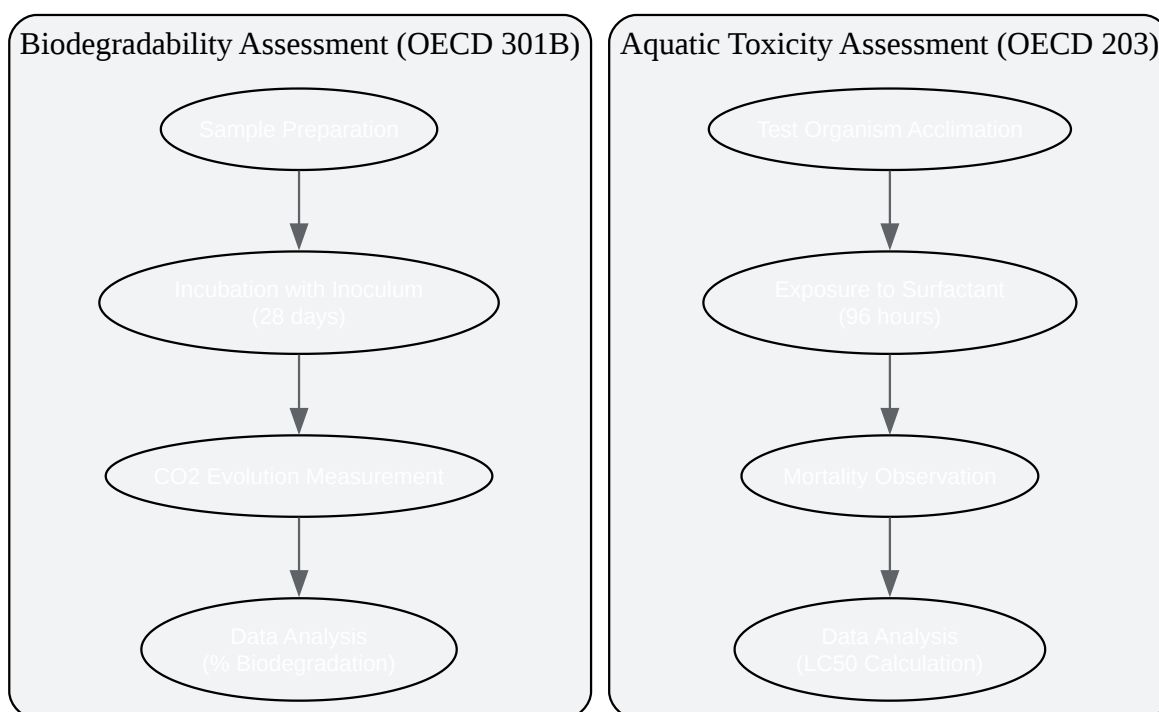 Biodegradability Assessment (OECD 301B)
Sample Preparation
Incubation with Inoculum
(28 days)
CO2 Evolution Measurement
Data Analysis
(% Biodegradation)
Aquatic Toxicity Assessment (OECD 203)
Test Organism Acclimation
Exposure to Surfactant
(96 hours)
Mortality Observation
Data Analysis
(LC50 Calculation)